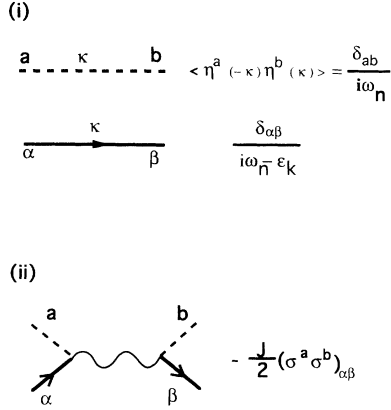 (i)
a κ b < η^a (-κ) η^b (κ) > = δ_ab / iω_n
κ
α β δ_αβ / iω_n - ε_k
(ii)
a b
- J/2 (σ^a σ^b)_αβ
α β